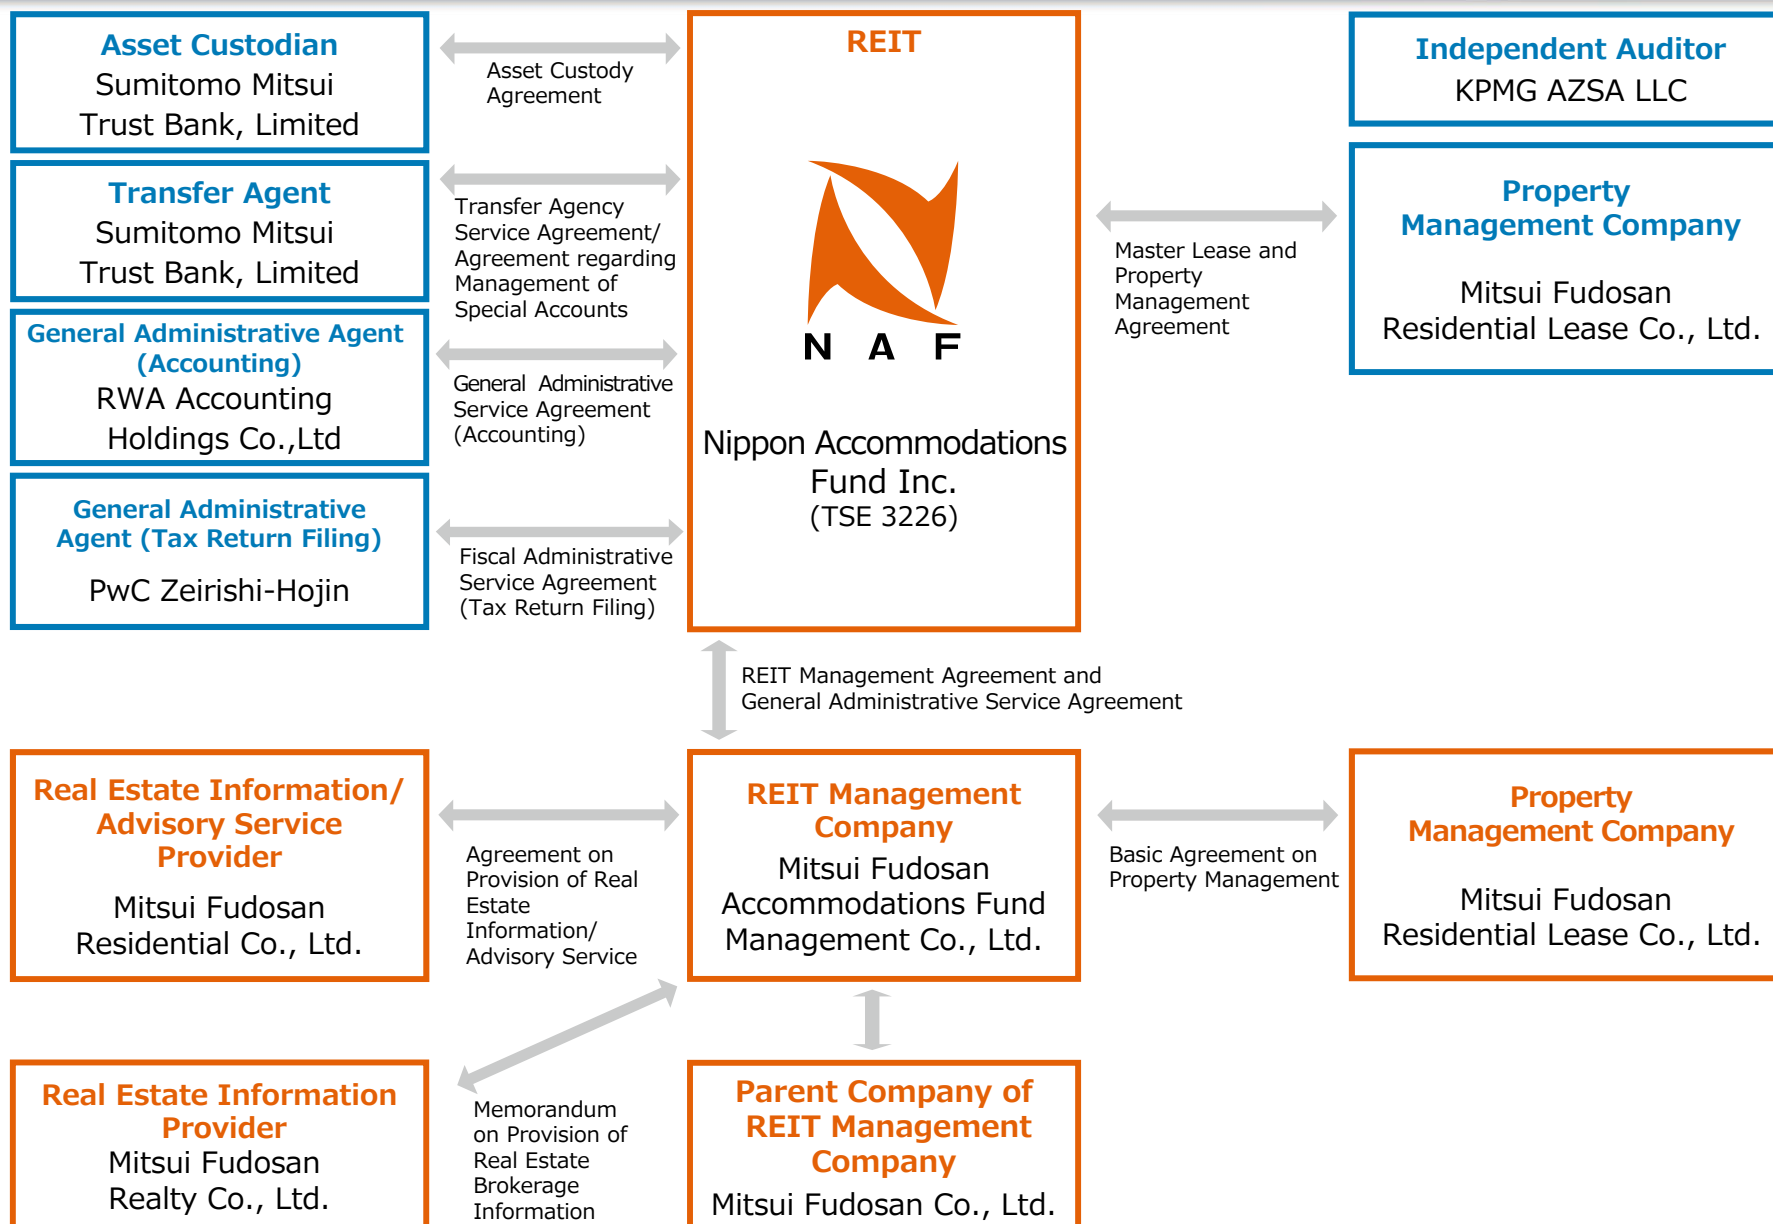 Asset Custodian
Sumitomo Mitsui
Trust Bank, Limited
Asset Custody
Agreement
Transfer Agent
Sumitomo Mitsui
Trust Bank, Limited
Transfer Agency
Service Agreement/
Agreement regarding
Management of
Special Accounts
General Administrative Agent
(Accounting)
RWA Accounting
Holdings Co.,Ltd
General Administrative
Service Agreement
(Accounting)
General Administrative
Agent (Tax Return Filing)
PwC Zeirishi-Hojin
Fiscal Administrative
Service Agreement
(Tax Return Filing)
REIT
N A F
Nippon Accommodations
Fund Inc.
(TSE 3226)
Independent Auditor
KPMG AZSA LLC
Master Lease and
Property
Management
Agreement
Property
Management Company
Mitsui Fudosan
Residential Lease Co., Ltd.
REIT Management Agreement and
General Administrative Service Agreement
Real Estate Information/
Advisory Service
Provider
Mitsui Fudosan
Residential Co., Ltd.
Agreement on
Provision of Real
Estate
Information/
Advisory Service
REIT Management
Company
Mitsui Fudosan
Accommodations Fund
Management Co., Ltd.
Basic Agreement on
Property Management
Property
Management Company
Mitsui Fudosan
Residential Lease Co., Ltd.
Real Estate Information
Provider
Mitsui Fudosan
Realty Co., Ltd.
Memorandum
on Provision of
Real Estate
Brokerage
Information
Parent Company of
REIT Management
Company
Mitsui Fudosan Co., Ltd.